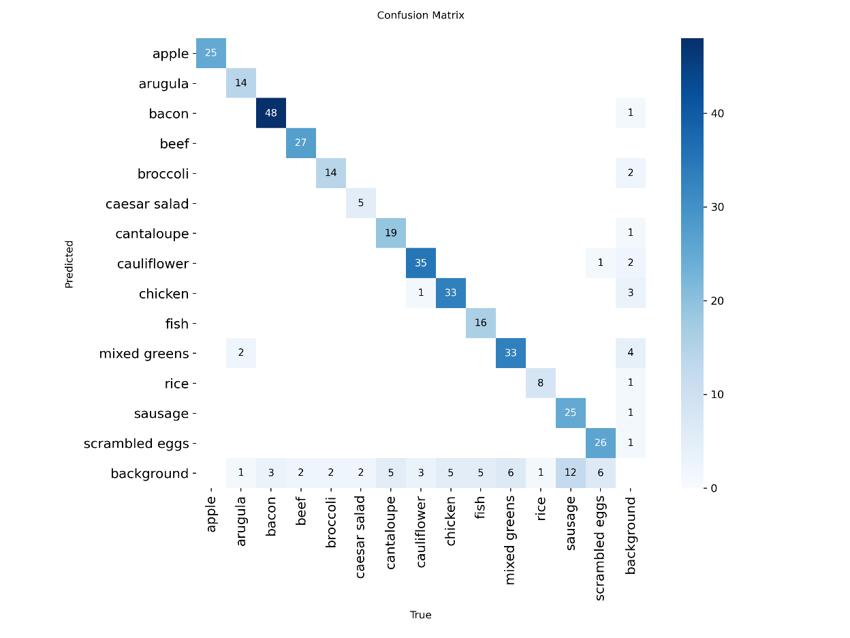 Confusion Matrix
apple 25
arugula 14
bacon 48 1
beef 27
broccoli 14 2
caesar salad 5
cantaloupe 19 1
cauliflower 35 1 2
chicken 1 33 3
fish 16
mixed greens 2 33 4
rice 8 1
sausage 25 1
scrambled eggs 26 1
background 1 3 2 2 2 5 3 5 5 6 1 12 6
Predicted
apple
arugula
bacon
beef
broccoli
caesar salad
cantaloupe
cauliflower
chicken
fish
mixed greens
rice
sausage
scrambled eggs
background
True
40
30
20
10
0